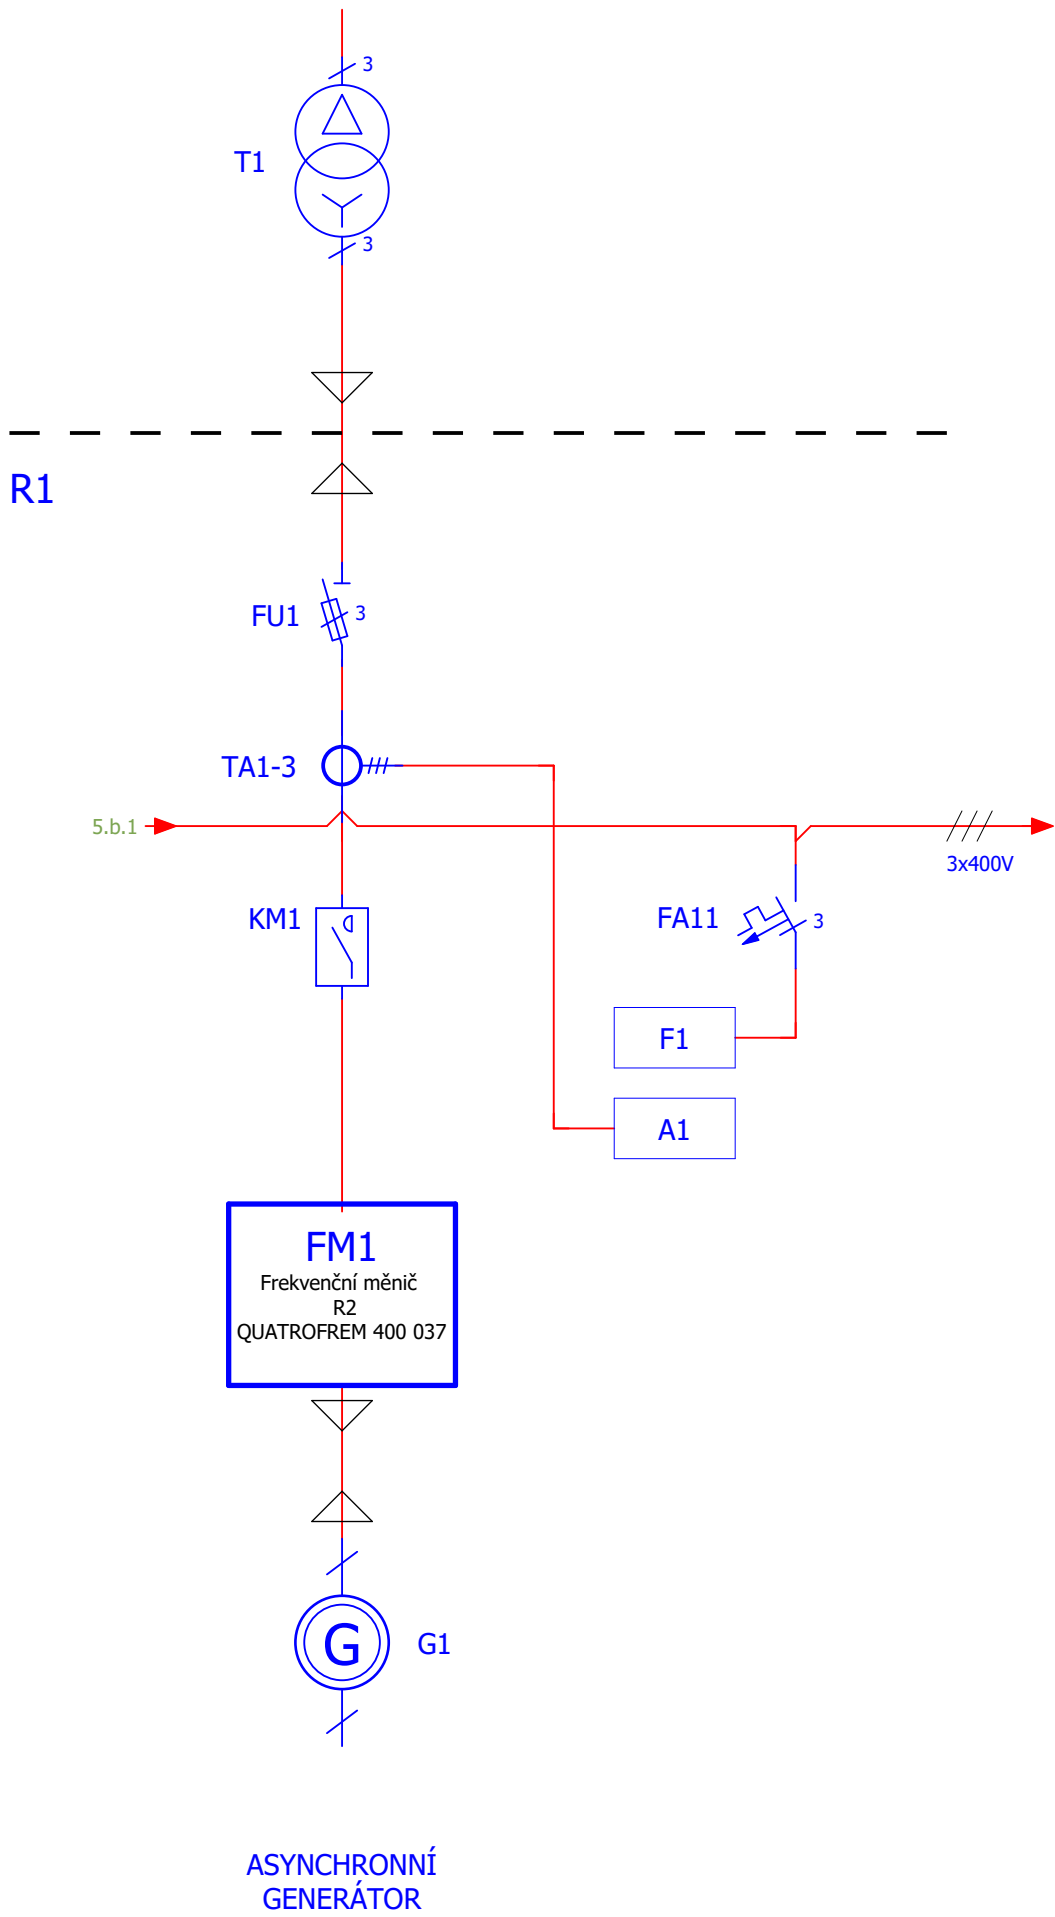 3
T1
3
R1
FU1
3
TA1-3
5.b.1
3x400V
KM1
FA11
3
F1
A1
FM1
Frekvenční měnič
R2
QUATROFREM 400 037
G
G1
ASYNCHRONNÍ
GENERÁTOR